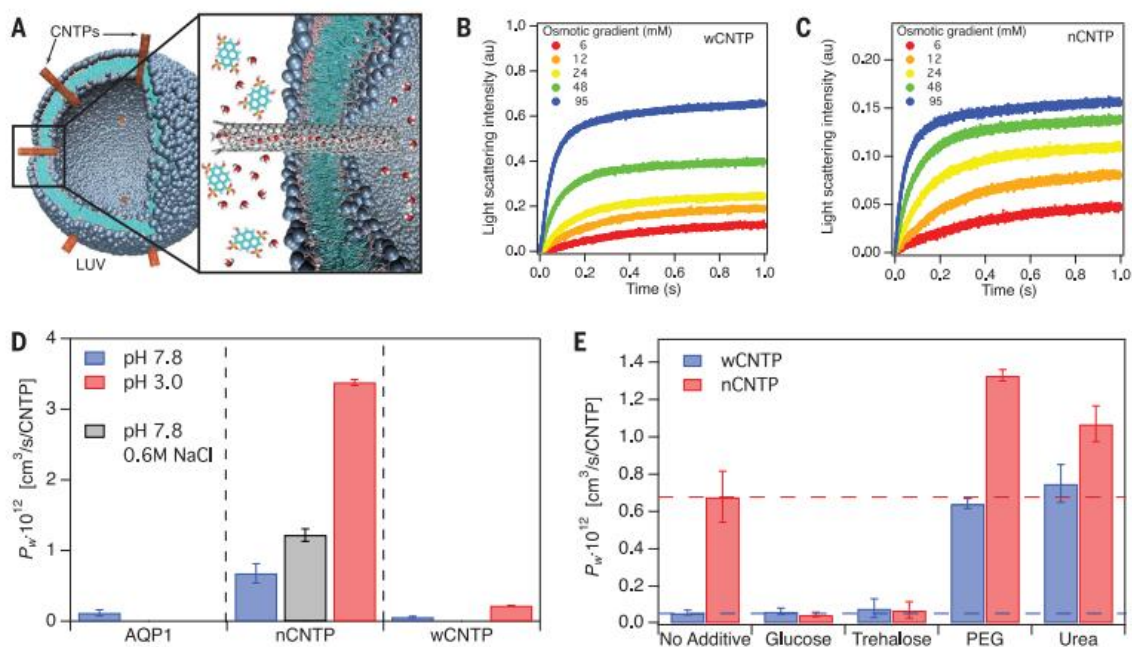 A
CNTPs
LUV
B
Light scattering intensity (au)
1.0
0.8
0.6
0.4
0.2
0.0
Osmotic gradient (mM)
6
12
24
48
95
wCNTP
0.0 0.2 0.4 0.6 0.8 1.0
Time (s)
C
Light scattering intensity (au)
0.15
0.10
0.05
0.00
Osmotic gradient (mM)
6
12
24
48
95
nCNTP
0.0 0.2 0.4 0.6 0.8 1.0
Time (s)
D
P_w·10^12 [cm^3/s/CNTP]
4
3
2
1
0
pH 7.8
pH 3.0
pH 7.8
0.6M NaCl
AQP1 nCNTP wCNTP
E
P_w·10^12 [cm^3/s/CNTP]
1.4
1.2
1.0
0.8
0.6
0.4
0.2
0.0
wCNTP
nCNTP
No Additive Glucose Trehalose PEG Urea